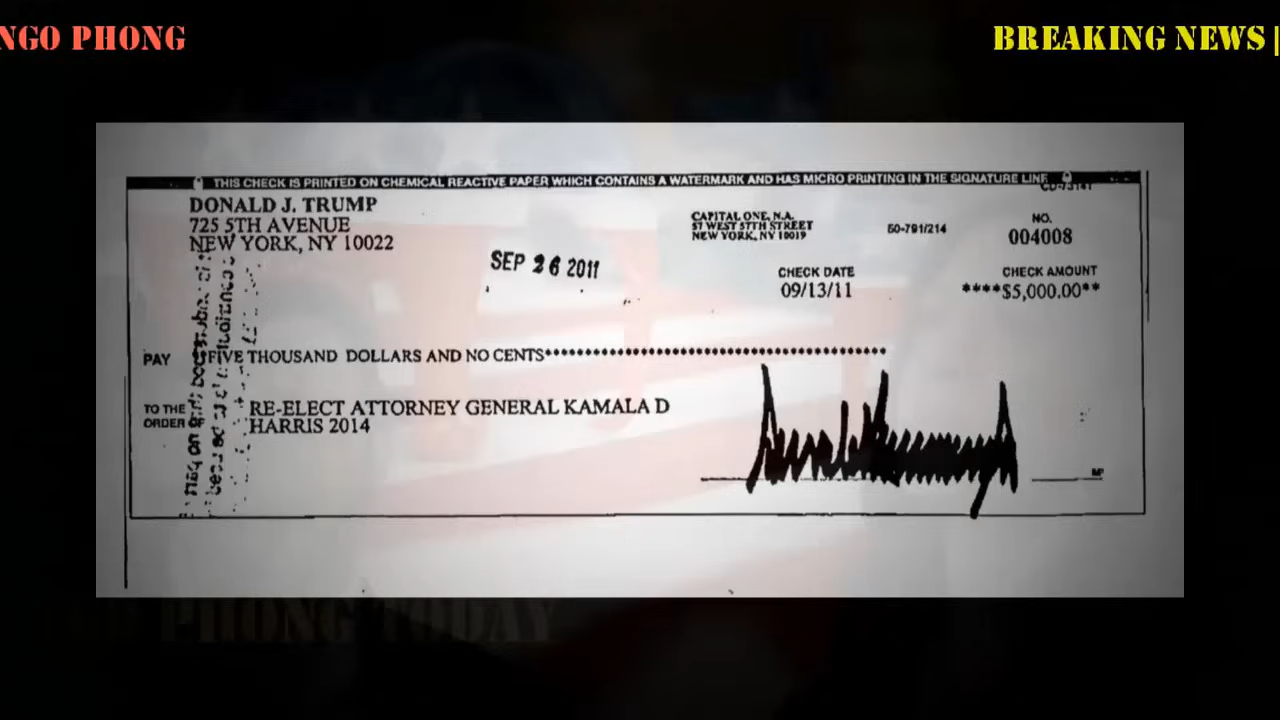 NGO PHONG
BREAKING NEWS |
THIS CHECK IS PRINTED ON CHEMICAL REACTIVE PAPER WHICH CONTAINS A WATERMARK AND HAS MICRO PRINTING IN THE SIGNATURE LINE
DONALD J. TRUMP
725 5TH AVENUE
NEW YORK, NY 10022
CAPITAL ONE, N.A.
57 WEST 57TH STREET
NEW YORK, NY 10019
50-791/214
NO.
004008
SEP 26 2011
CHECK DATE
09/13/11
CHECK AMOUNT
****$5,000.00**
PAY
FIVE THOUSAND DOLLARS AND NO CENTS
TO THE
ORDER
RE-ELECT ATTORNEY GENERAL KAMALA D
HARRIS 2014
MP
PHONG TODAY